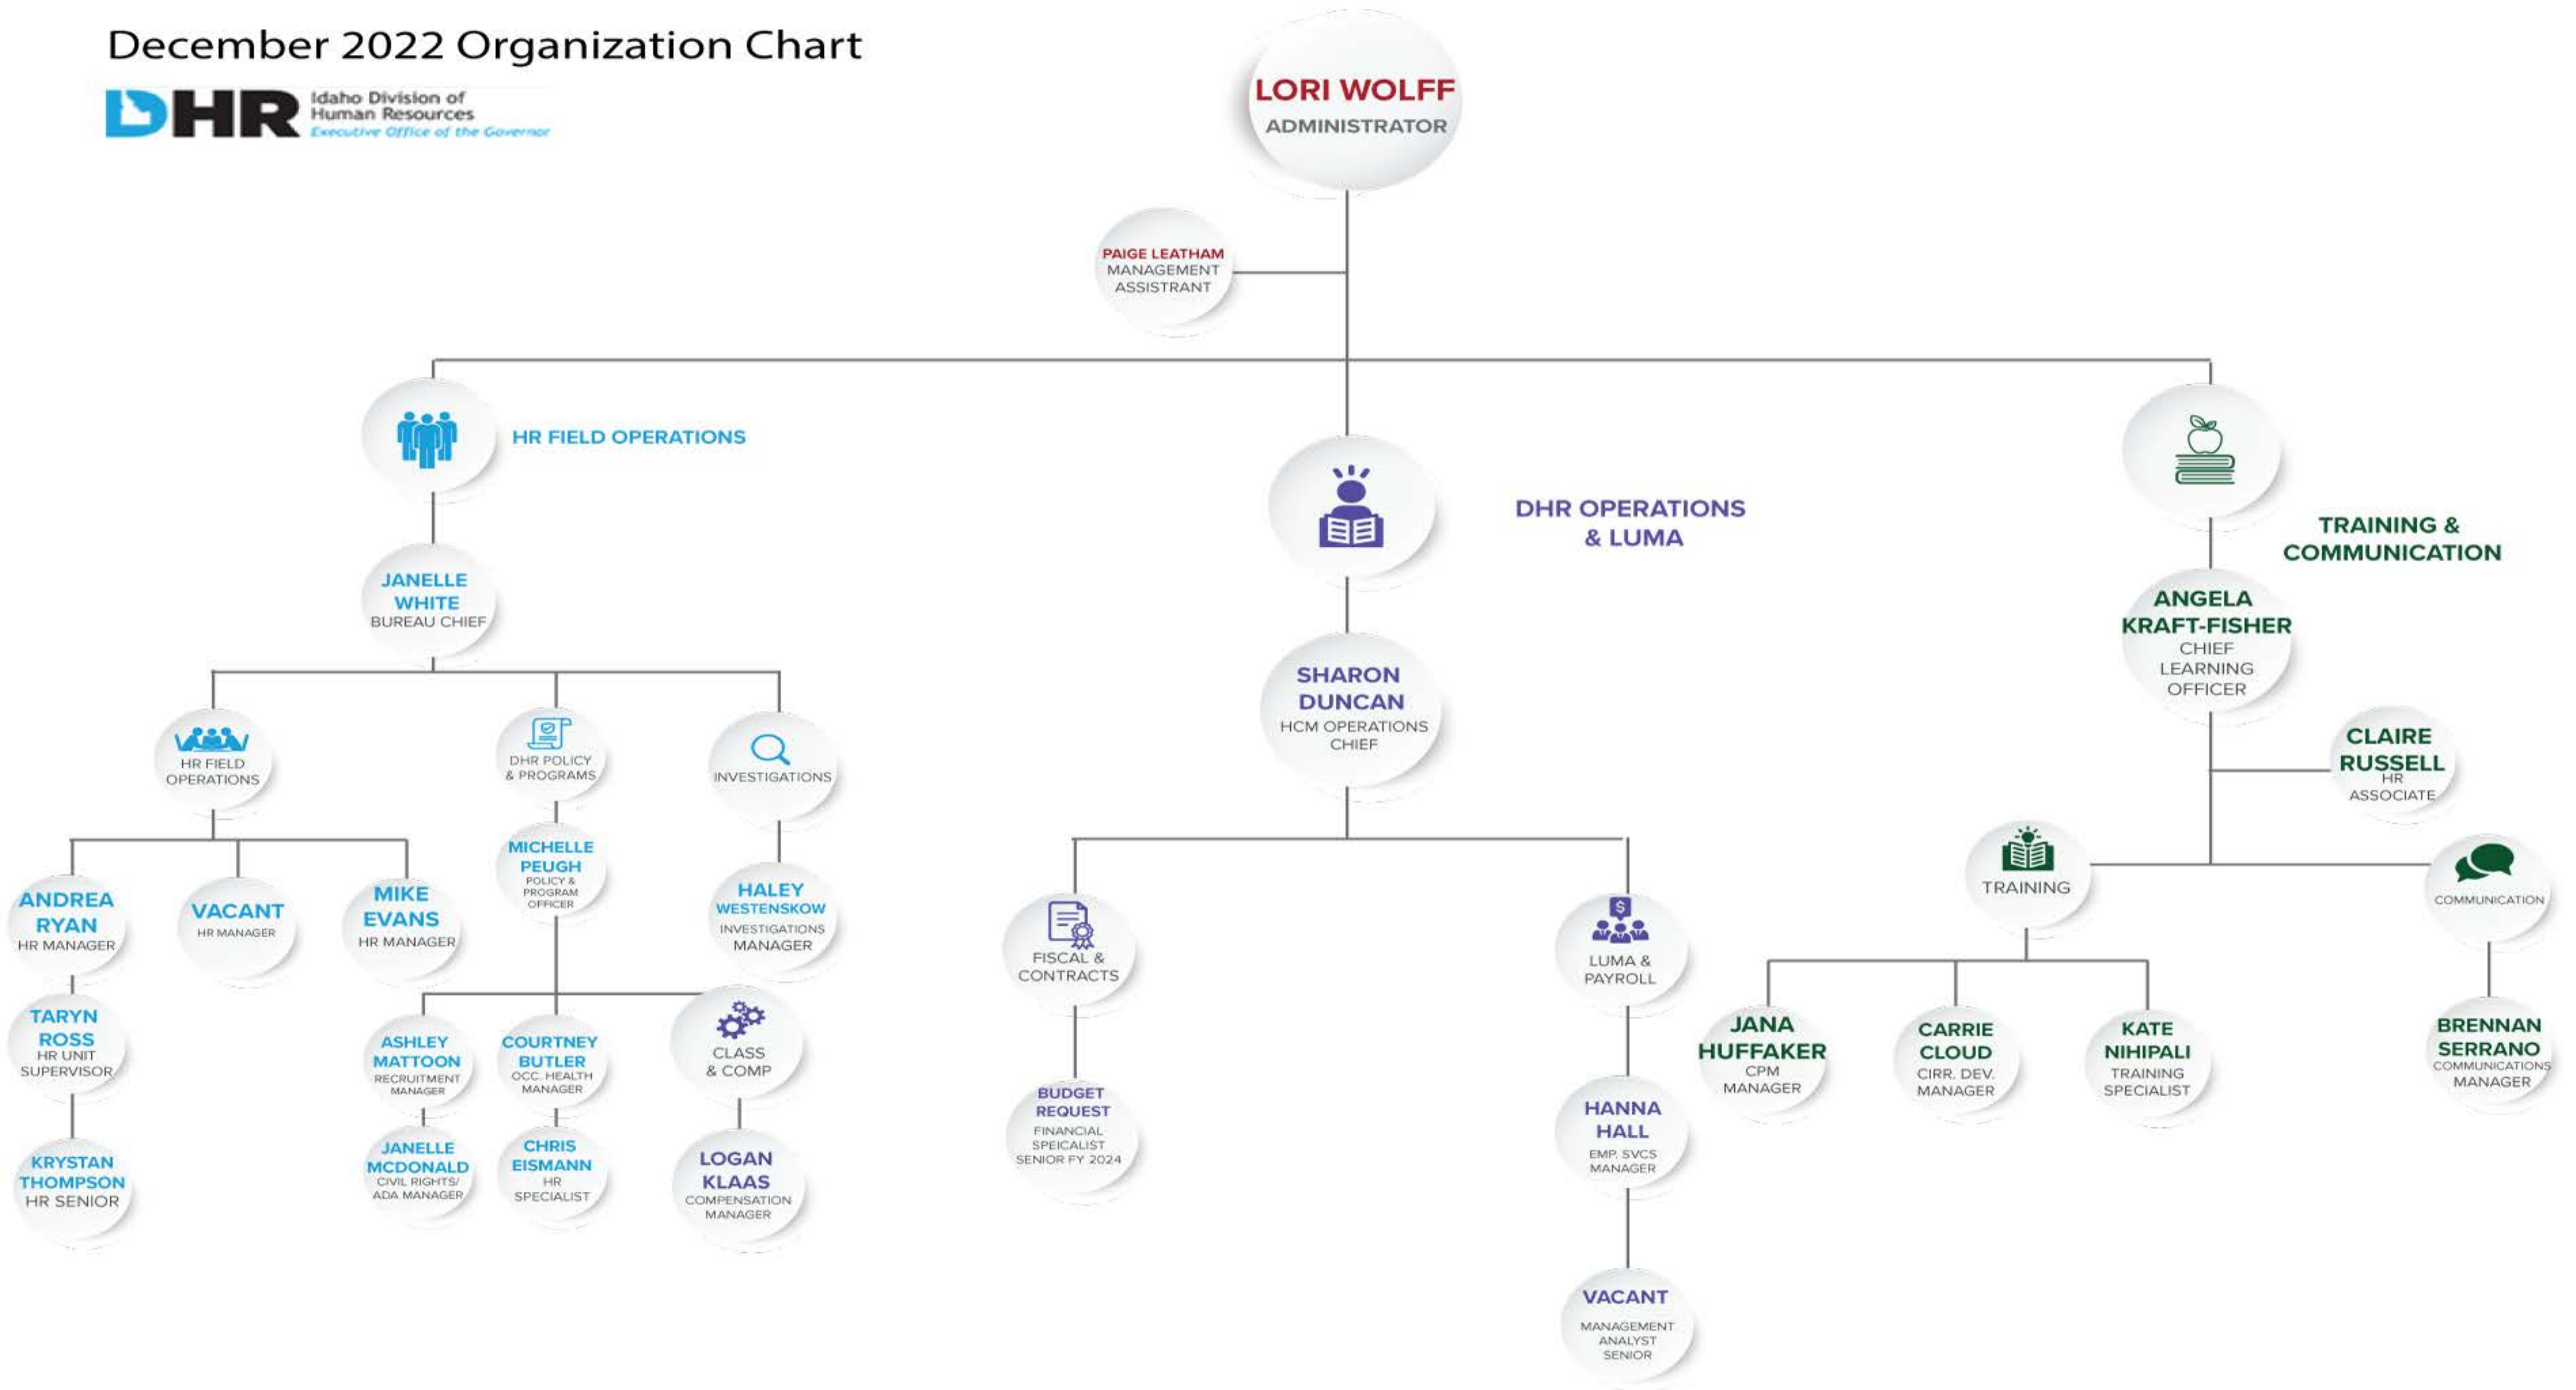 December 2022 Organization Chart
DHR
Idaho Division of
Human Resources
Executive Office of the Governor
LORI WOLFF
ADMINISTRATOR
PAIGE LEATHAM
MANAGEMENT
ASSISTRANT
HR FIELD OPERATIONS
JANELLE
WHITE
BUREAU CHIEF
HR FIELD
OPERATIONS
ANDREA
RYAN
HR MANAGER
TARYN
ROSS
HR UNIT
SUPERVISOR
KRYSTAN
THOMPSON
HR SENIOR
VACANT
HR MANAGER
MIKE
EVANS
HR MANAGER
DHR POLICY
& PROGRAMS
MICHELLE
PEUGH
POLICY &
PROGRAM
OFFICER
ASHLEY
MATTOON
RECRUITMENT
MANAGER
JANELLE
MCDONALD
CIVIL RIGHTS/
ADA MANAGER
COURTNEY
BUTLER
OCC. HEALTH
MANAGER
CHRIS
EISMANN
HR
SPECIALIST
CLASS
& COMP
LOGAN
KLAAS
COMPENSATION
MANAGER
INVESTIGATIONS
HALEY
WESTENSKOW
INVESTIGATIONS
MANAGER
DHR OPERATIONS
& LUMA
SHARON
DUNCAN
HCM OPERATIONS
CHIEF
FISCAL &
CONTRACTS
BUDGET
REQUEST
FINANCIAL
SPEICALIST
SENIOR FY 2024
LUMA &
PAYROLL
$
HANNA
HALL
EMP. SVCS
MANAGER
VACANT
MANAGEMENT
ANALYST
SENIOR
TRAINING &
COMMUNICATION
ANGELA
KRAFT-FISHER
CHIEF
LEARNING
OFFICER
CLAIRE
RUSSELL
HR
ASSOCIATE
TRAINING
JANA
HUFFAKER
CPM
MANAGER
CARRIE
CLOUD
CIRR. DEV.
MANAGER
KATE
NIHIPALI
TRAINING
SPECIALIST
COMMUNICATION
BRENNAN
SERRANO
COMMUNICATIONS
MANAGER